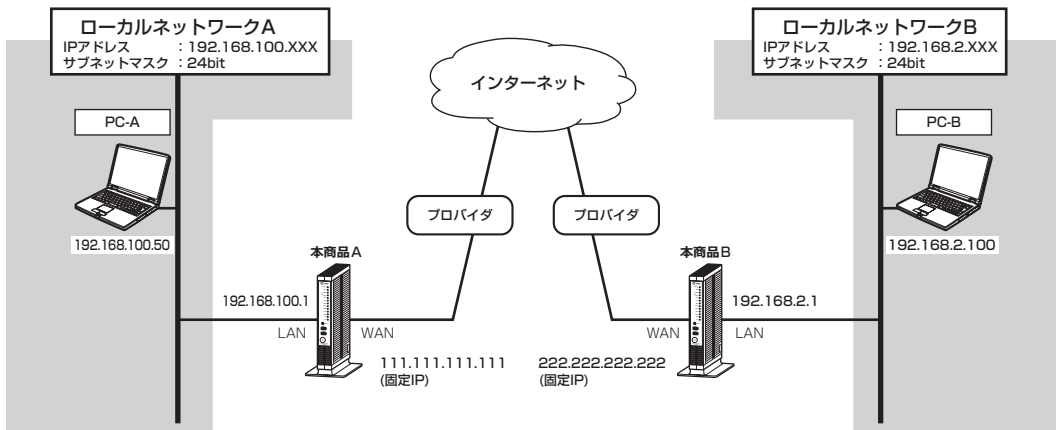 ローカルネットワークA
IPアドレス ：192.168.100.XXX
サブネットマスク ：24bit
ローカルネットワークB
IPアドレス ：192.168.2.XXX
サブネットマスク ：24bit
インターネット
PC-A
PC-B
プロバイダ
プロバイダ
192.168.100.50
192.168.2.100
本商品A
本商品B
192.168.100.1
192.168.2.1
LAN
WAN
WAN
LAN
111.111.111.111
(固定IP)
222.222.222.222
(固定IP)